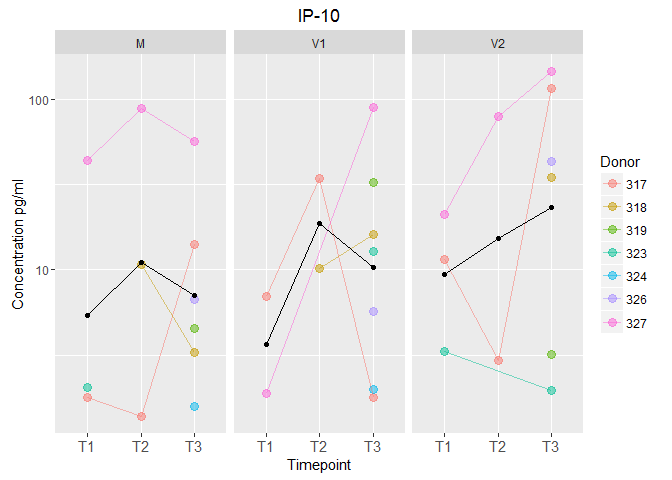 IP-10
M V1 V2
Concentration pg/ml
100
10
T1 T2 T3 T1 T2 T3 T1 T2 T3
Timepoint
Donor
317
318
319
323
324
326
327